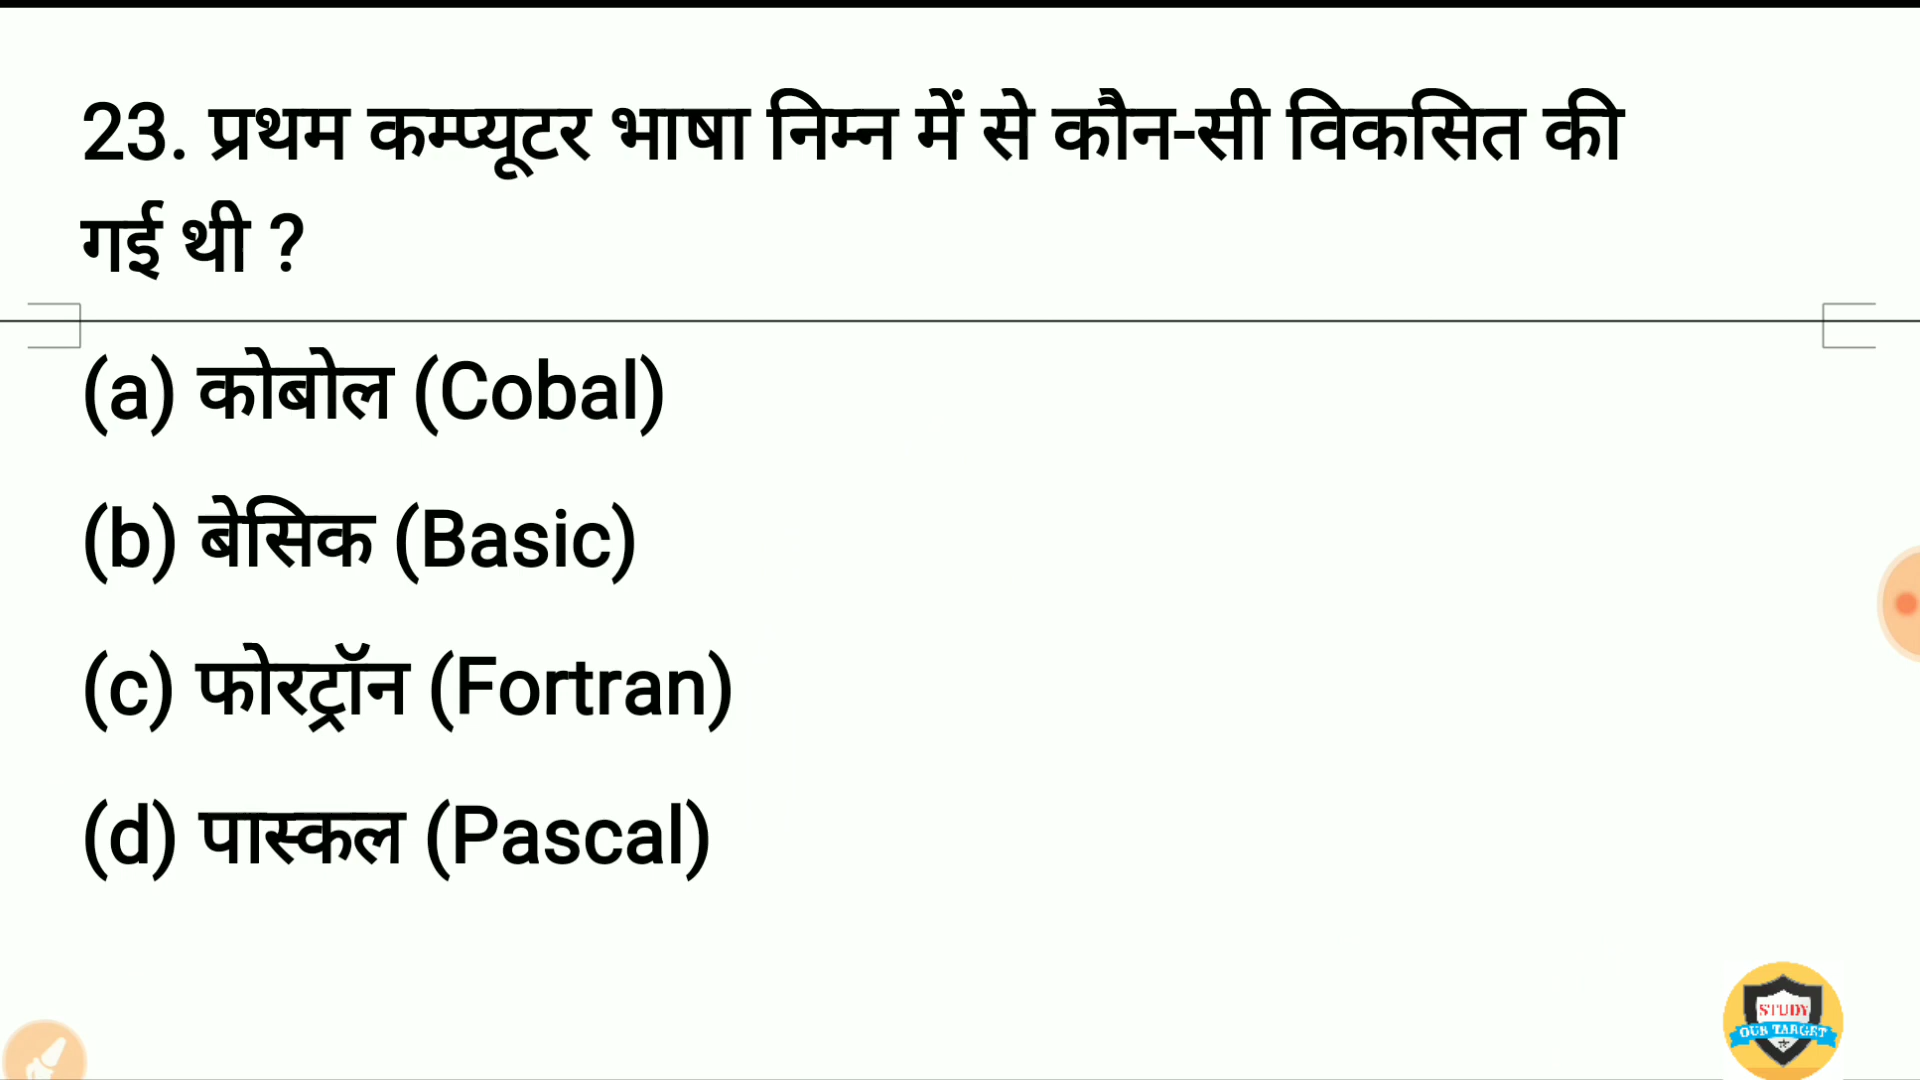 23. प्रथम कम्प्यूटर भाषा निम्न में से कौन-सी विकसित की
गई थी ?
(a) कोबोल (Cobal)
(b) बेसिक (Basic)
(c) फोरट्रॉन (Fortran)
(d) पास्कल (Pascal)
STUDY
OUR TARGET